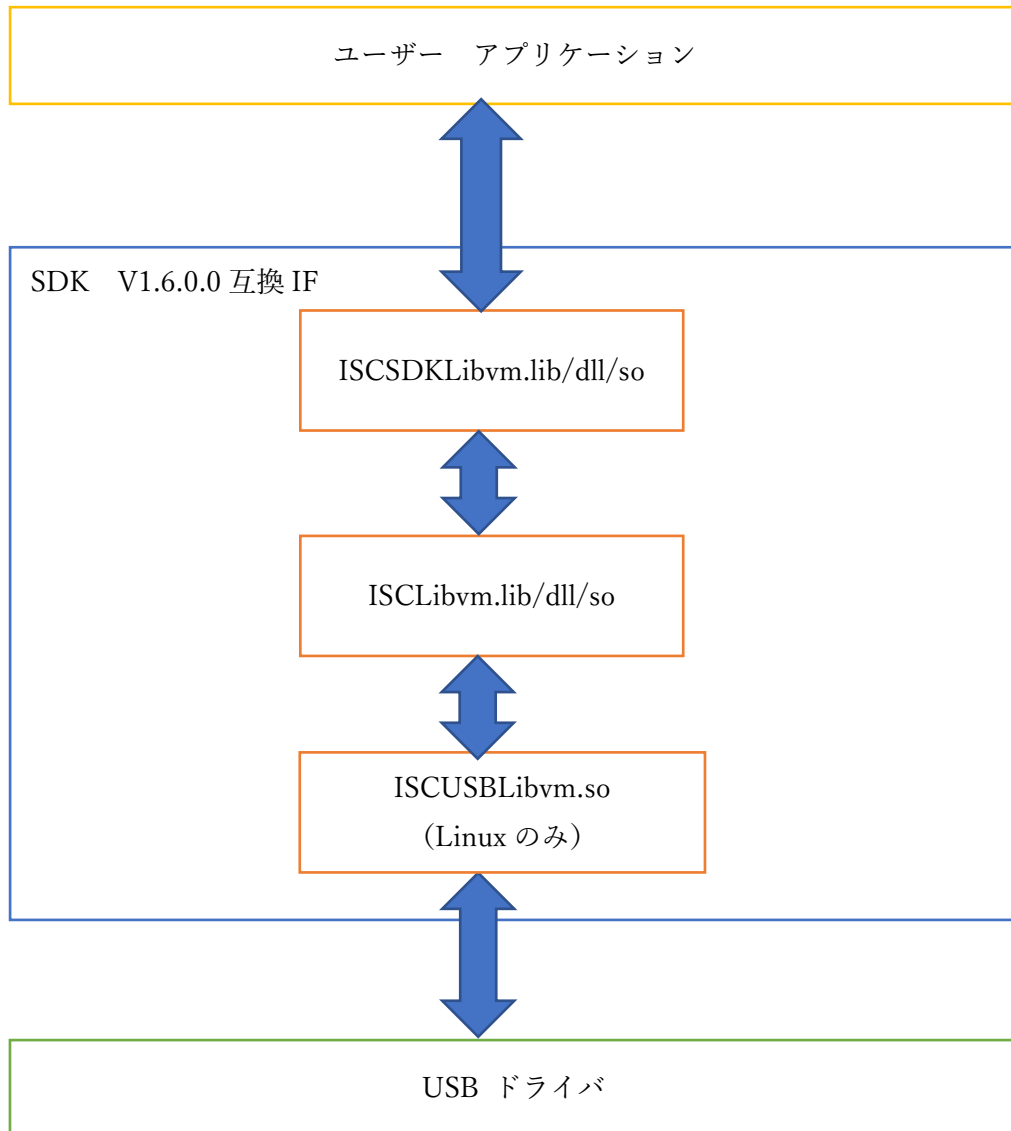 ユーザー　アプリケーション
SDK　V1.6.0.0 互換 IF
ISCSDKLibvm.lib/dll/so
ISCLibvm.lib/dll/so
ISCUSBLibvm.so
（Linux のみ）
USB ドライバ